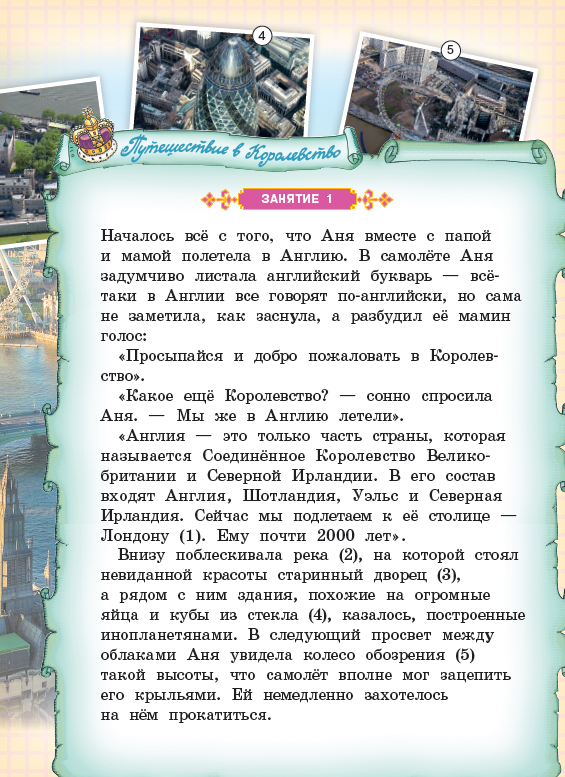 4
5
Путешествие в Королевство
ЗАНЯТИЕ 1
Началось всё с того, что Аня вместе с папой
и мамой полетела в Англию. В самолёте Аня
задумчиво листала английский букварь — всё-
таки в Англии все говорят по-английски, но сама
не заметила, как заснула, а разбудил её мамин
голос:
«Просыпайся и добро пожаловать в Королев-
ство».
«Какое ещё Королевство? — сонно спросила
Аня. — Мы же в Англию летели».
«Англия — это только часть страны, которая
называется Соединённое Королевство Велико-
британии и Северной Ирландии. В его состав
входят Англия, Шотландия, Уэльс и Северная
Ирландия. Сейчас мы подлетаем к её столице —
Лондону (1). Ему почти 2000 лет».
Внизу поблескивала река (2), на которой стоял
невиданной красоты старинный дворец (3),
а рядом с ним здания, похожие на огромные
яйца и кубы из стекла (4), казалось, построенные
инопланетянами. В следующий просвет между
облаками Аня увидела колесо обозрения (5)
такой высоты, что самолёт вполне мог зацепить
его крыльями. Ей немедленно захотелось
на нём прокатиться.